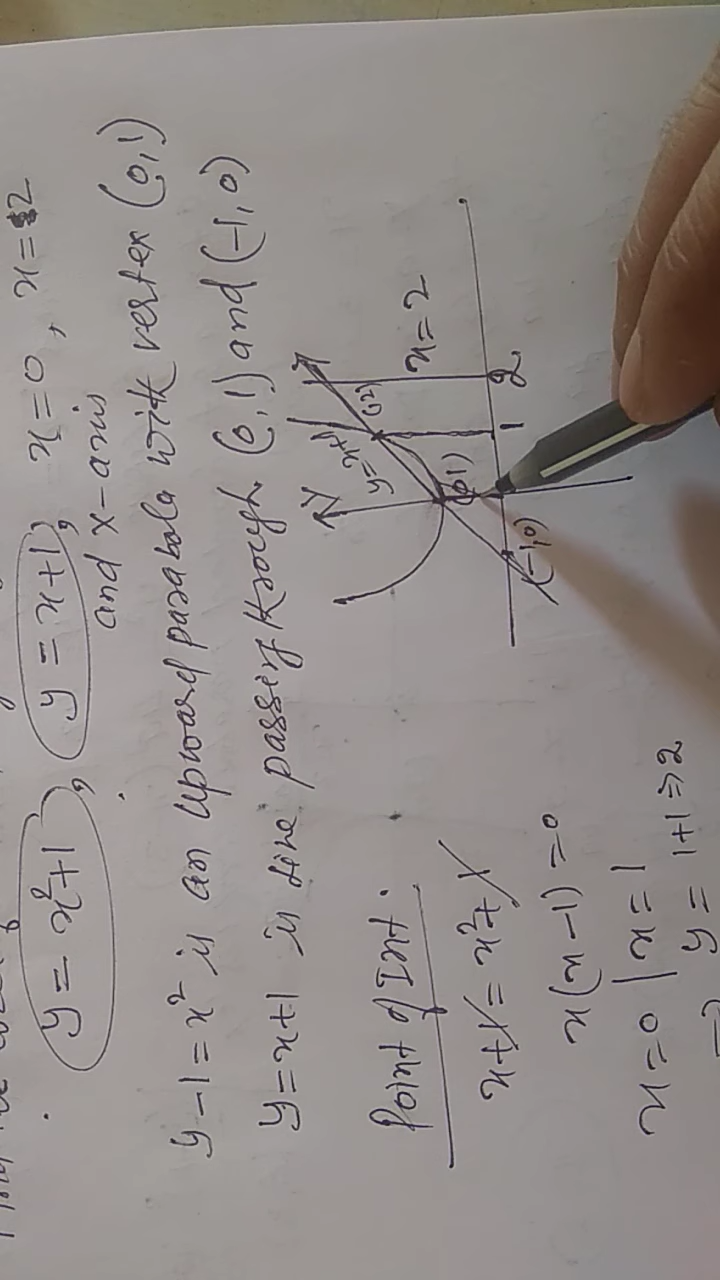 y = x²+1, y = x+1, x=0, x=2
and x-axis
y-1=x² is an upward parabola with vertex (0,1)
y=x+1 is line passing through (0,1) and (-1,0)
Point of Int.
x+1=x²+1
x(x-1)=0
x=0 | x=1
⇒ y = 1+1⇒2
Y
y=x+1
(1,2)
x=2
(0,1)
(-1,0)
1
2